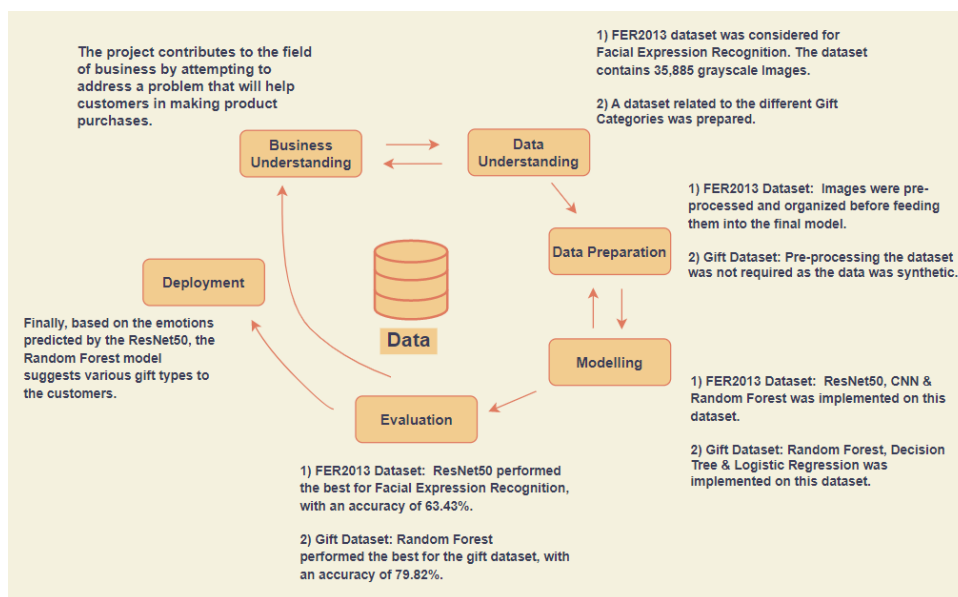 The project contributes to the field
of business by attempting to
address a problem that will help
customers in making product
purchases.
1) FER2013 dataset was considered for
Facial Expression Recognition. The dataset
contains 35,885 grayscale Images.
2) A dataset related to the different Gift
Categories was prepared.
Business
Understanding
Data
Understanding
1) FER2013 Dataset: Images were pre-
processed and organized before feeding
them into the final model.
2) Gift Dataset: Pre-processing the dataset
was not required as the data was synthetic.
Data Preparation
Deployment
Data
Finally, based on the emotions
predicted by the ResNet50, the
Random Forest model
suggests various gift types to
the customers.
Modelling
1) FER2013 Dataset: ResNet50, CNN &
Random Forest was implemented on this
dataset.
2) Gift Dataset: Random Forest, Decision
Tree & Logistic Regression was
implemented on this dataset.
Evaluation
1) FER2013 Dataset: ResNet50 performed
the best for Facial Expression Recognition,
with an accuracy of 63.43%.
2) Gift Dataset: Random Forest
performed the best for the gift dataset, with
an accuracy of 79.82%.